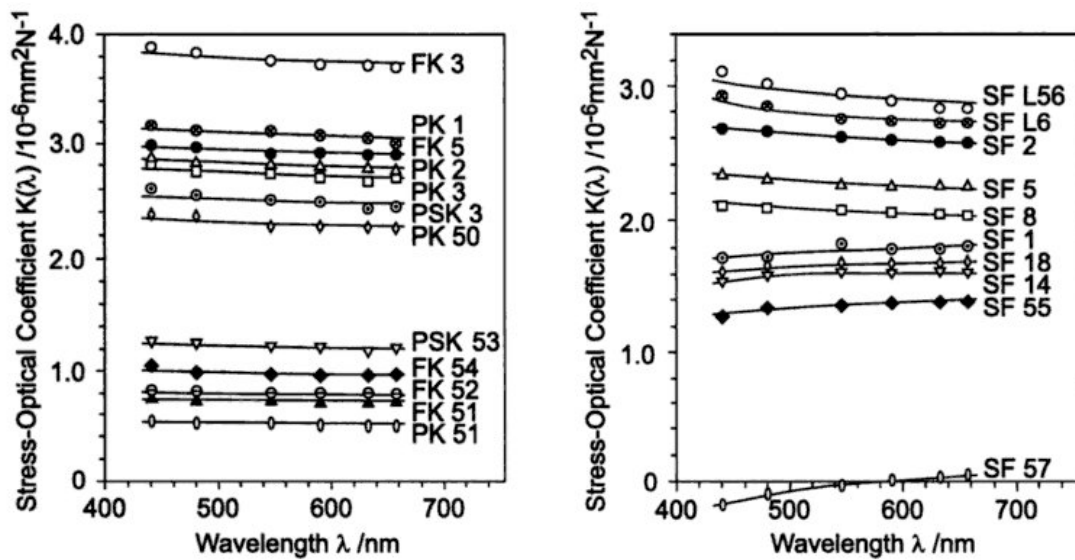 Stress-Optical Coefficient K(λ) /10⁻⁶mm²N⁻¹
4.0
3.0
2.0
1.0
0
400
500
600
700
Wavelength λ /nm
FK 3
PK 1
FK 5
PK 2
PK 3
PSK 3
PK 50
PSK 53
FK 54
FK 52
FK 51
PK 51
Stress-Optical Coefficient K(λ) /10⁻⁶mm²N⁻¹
3.0
2.0
1.0
0
400
500
600
700
Wavelength λ /nm
SF L56
SF L6
SF 2
SF 5
SF 8
SF 1
SF 18
SF 14
SF 55
SF 57